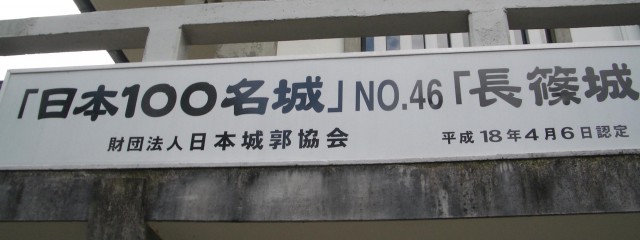 「日本100名城」NO.46「長篠城
財団法人日本城郭協会 平成18年4月6日認定